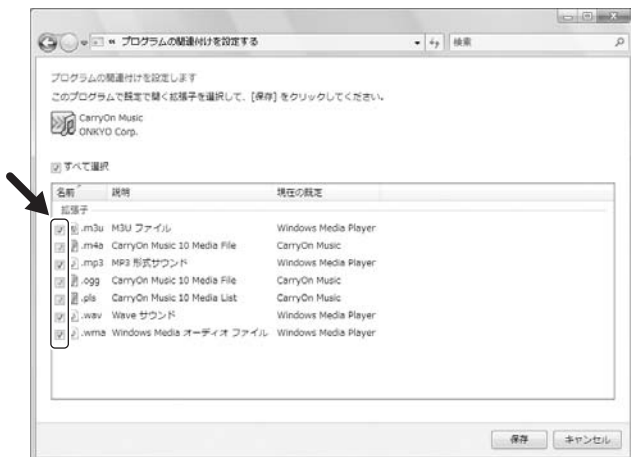 « プログラムの関連付けを設定する
検索
プログラムの関連付けを設定します
このプログラムで既定で開く拡張子を選択して、[保存] をクリックしてください。
CarryOn Music
ONKYO Corp.
すべて選択
名前 説明 現在の既定
拡張子
.m3u M3U ファイル Windows Media Player
.m4a CarryOn Music 10 Media File CarryOn Music
.mp3 MP3 形式サウンド Windows Media Player
.ogg CarryOn Music 10 Media File CarryOn Music
.pls CarryOn Music 10 Media List CarryOn Music
.wav Wave サウンド Windows Media Player
.wma Windows Media オーディオ ファイル Windows Media Player
保存 キャンセル